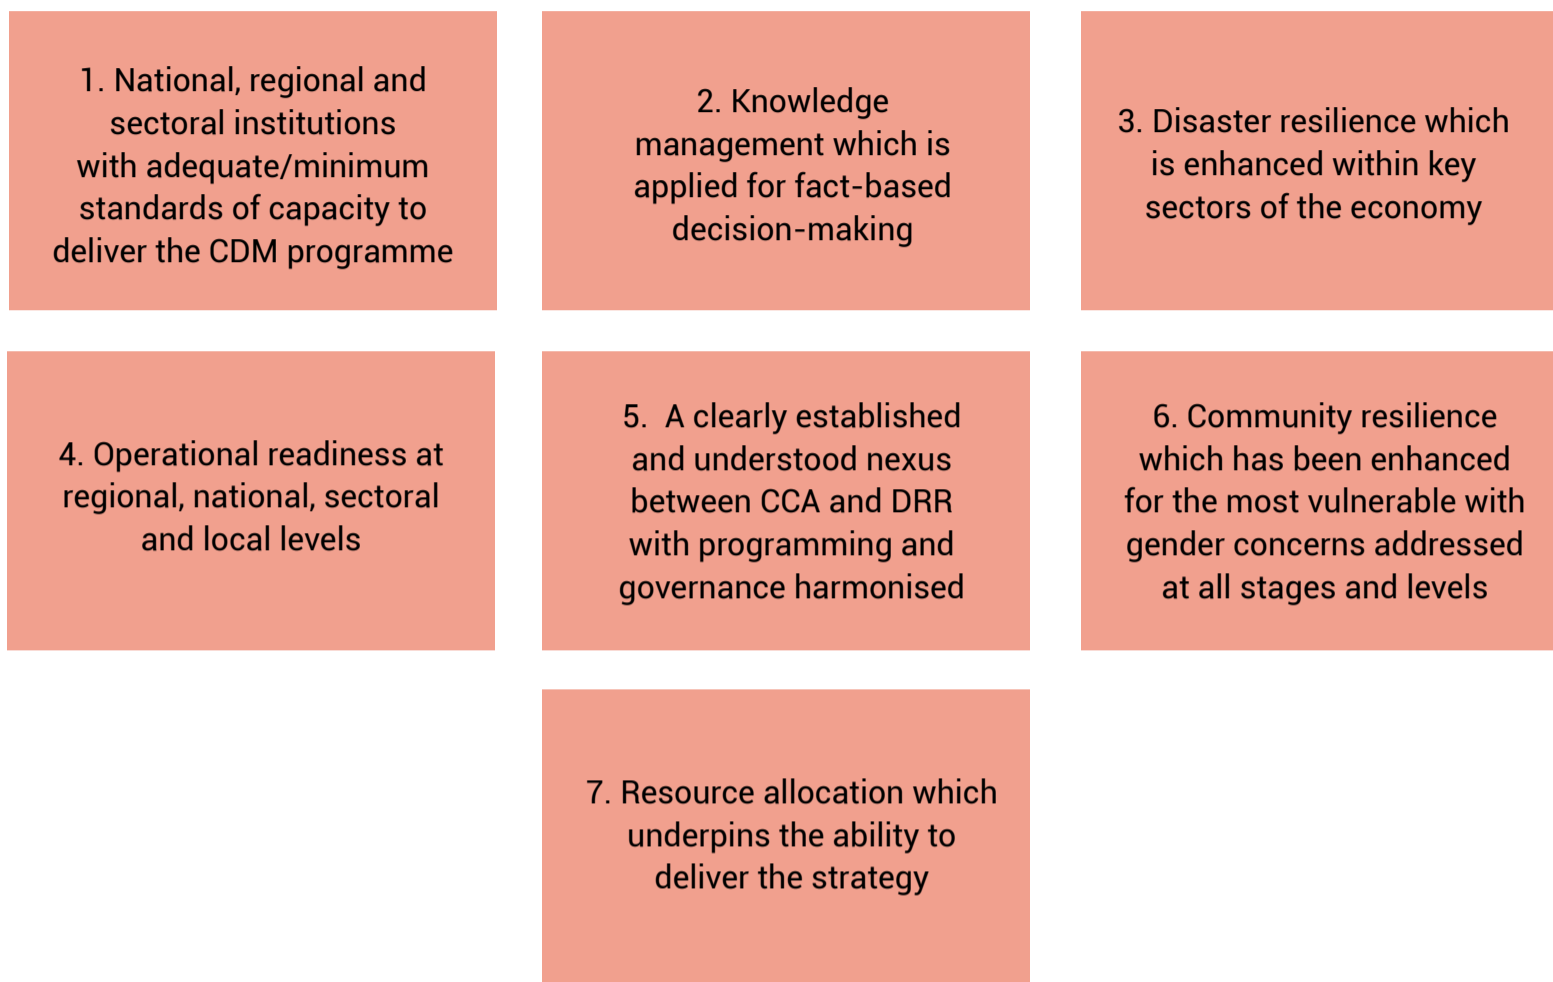 1. National, regional and
sectoral institutions
with adequate/minimum
standards of capacity to
deliver the CDM programme
2. Knowledge
management which is
applied for fact-based
decision-making
3. Disaster resilience which
is enhanced within key
sectors of the economy
4. Operational readiness at
regional, national, sectoral
and local levels
5.  A clearly established
and understood nexus
between CCA and DRR
with programming and
governance harmonised
6. Community resilience
which has been enhanced
for the most vulnerable with
gender concerns addressed
at all stages and levels
7. Resource allocation which
underpins the ability to
deliver the strategy